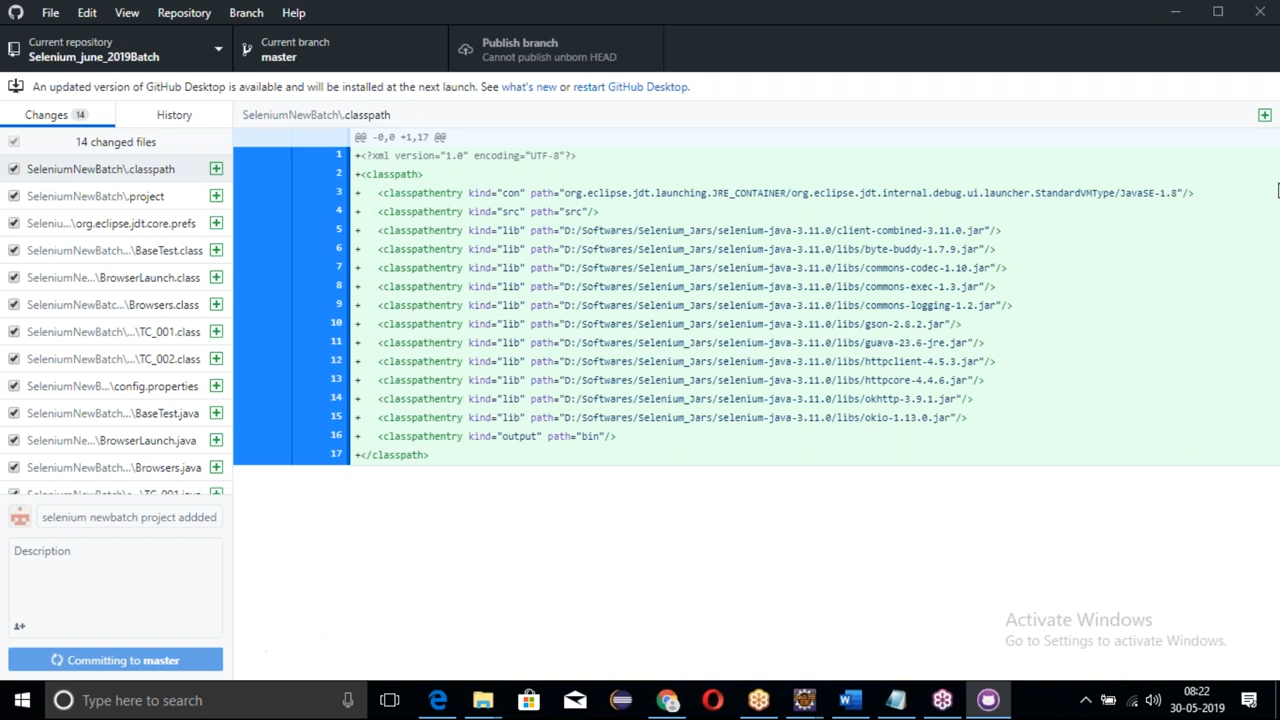 File Edit View Repository Branch Help
Current repository
Selenium_june_2019Batch
Current branch
master
Publish branch
Cannot publish unborn HEAD
An updated version of GitHub Desktop is available and will be installed at the next launch. See what's new or restart GitHub Desktop.
Changes 14
History
SeleniumNewBatch\.classpath
14 changed files
SeleniumNewBatch\.classpath
SeleniumNewBatch\.project
Seleniu...\org.eclipse.jdt.core.prefs
SeleniumNewBatch...\BaseTest.class
SeleniumNe...\BrowserLaunch.class
SeleniumNewBatc...\Browsers.class
SeleniumNewBatch\...\TC_001.class
SeleniumNewBatch\...\TC_002.class
SeleniumNewB...\config.properties
SeleniumNewBatch...\BaseTest.java
SeleniumNe...\BrowserLaunch.java
SeleniumNewBatch...\Browsers.java
SeleniumNewBatch\s...\TC_001.java
@@ -0,0 +1,17 @@
1 +<?xml version="1.0" encoding="UTF-8"?>
2 +<classpath>
3 + <classpathentry kind="con" path="org.eclipse.jdt.launching.JRE_CONTAINER/org.eclipse.jdt.internal.debug.ui.launcher.StandardVMType/JavaSE-1.8"/>
4 + <classpathentry kind="src" path="src"/>
5 + <classpathentry kind="lib" path="D:/Softwares/Selenium_Jars/selenium-java-3.11.0/client-combined-3.11.0.jar"/>
6 + <classpathentry kind="lib" path="D:/Softwares/Selenium_Jars/selenium-java-3.11.0/libs/byte-buddy-1.7.9.jar"/>
7 + <classpathentry kind="lib" path="D:/Softwares/Selenium_Jars/selenium-java-3.11.0/libs/commons-codec-1.10.jar"/>
8 + <classpathentry kind="lib" path="D:/Softwares/Selenium_Jars/selenium-java-3.11.0/libs/commons-exec-1.3.jar"/>
9 + <classpathentry kind="lib" path="D:/Softwares/Selenium_Jars/selenium-java-3.11.0/libs/commons-logging-1.2.jar"/>
10 + <classpathentry kind="lib" path="D:/Softwares/Selenium_Jars/selenium-java-3.11.0/libs/gson-2.8.2.jar"/>
11 + <classpathentry kind="lib" path="D:/Softwares/Selenium_Jars/selenium-java-3.11.0/libs/guava-23.6-jre.jar"/>
12 + <classpathentry kind="lib" path="D:/Softwares/Selenium_Jars/selenium-java-3.11.0/libs/httpclient-4.5.3.jar"/>
13 + <classpathentry kind="lib" path="D:/Softwares/Selenium_Jars/selenium-java-3.11.0/libs/httpcore-4.4.6.jar"/>
14 + <classpathentry kind="lib" path="D:/Softwares/Selenium_Jars/selenium-java-3.11.0/libs/okhttp-3.9.1.jar"/>
15 + <classpathentry kind="lib" path="D:/Softwares/Selenium_Jars/selenium-java-3.11.0/libs/okio-1.13.0.jar"/>
16 + <classpathentry kind="output" path="bin"/>
17 +</classpath>
selenium newbatch project addded
Description
Committing to master
Activate Windows
Go to Settings to activate Windows.
Type here to search
08:22
30-05-2019